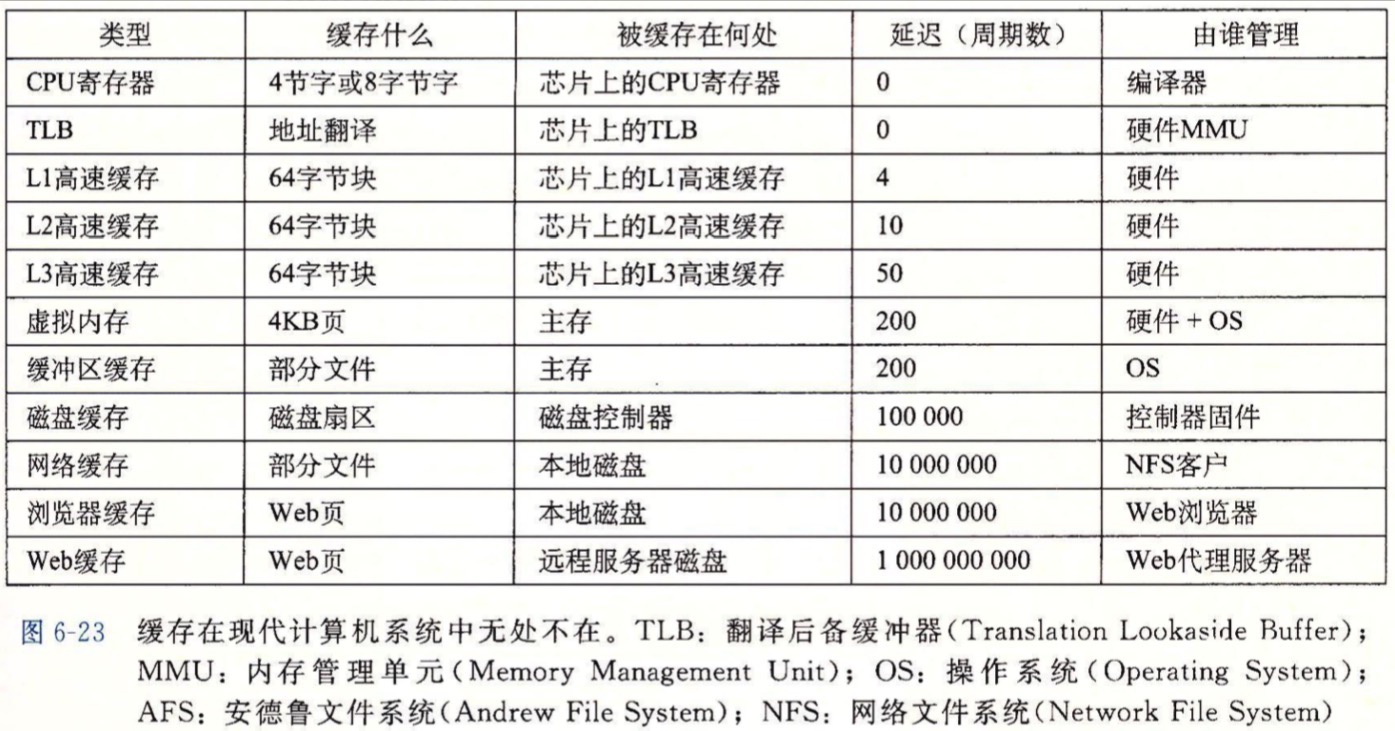 类型 缓存什么 被缓存在何处 延迟（周期数） 由谁管理
CPU寄存器 4节字或8字节字 芯片上的CPU寄存器 0 编译器
TLB 地址翻译 芯片上的TLB 0 硬件MMU
L1高速缓存 64字节块 芯片上的L1高速缓存 4 硬件
L2高速缓存 64字节块 芯片上的L2高速缓存 10 硬件
L3高速缓存 64字节块 芯片上的L3高速缓存 50 硬件
虚拟内存 4KB页 主存 200 硬件 + OS
缓冲区缓存 部分文件 主存 200 OS
磁盘缓存 磁盘扇区 磁盘控制器 100 000 控制器固件
网络缓存 部分文件 本地磁盘 10 000 000 NFS客户
浏览器缓存 Web页 本地磁盘 10 000 000 Web浏览器
Web缓存 Web页 远程服务器磁盘 1 000 000 000 Web代理服务器
图 6-23 缓存在现代计算机系统中无处不在。TLB：翻译后备缓冲器(Translation Lookaside Buffer)；
MMU：内存管理单元(Memory Management Unit)；OS：操作系统(Operating System)；
AFS：安德鲁文件系统(Andrew File System)；NFS：网络文件系统(Network File System)